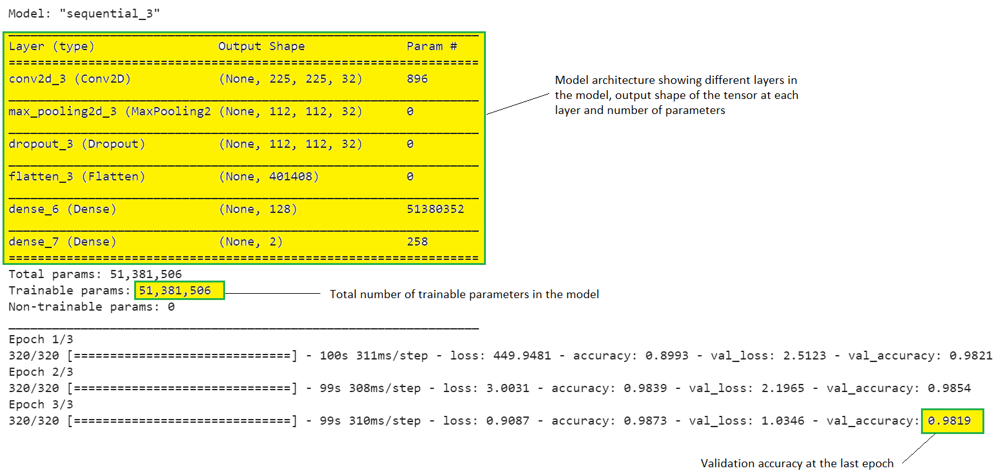 Model: "sequential_3"
Layer (type) Output Shape Param #
=================================================================
conv2d_3 (Conv2D) (None, 225, 225, 32) 896
max_pooling2d_3 (MaxPooling2 (None, 112, 112, 32) 0
dropout_3 (Dropout) (None, 112, 112, 32) 0
flatten_3 (Flatten) (None, 401408) 0
dense_6 (Dense) (None, 128) 51380352
dense_7 (Dense) (None, 2) 258
=================================================================
Model architecture showing different layers in
the model, output shape of the tensor at each
layer and number of parameters
Total params: 51,381,506
Trainable params: 51,381,506
Total number of trainable parameters in the model
Non-trainable params: 0
Epoch 1/3
320/320 [==============================] - 100s 311ms/step - loss: 449.9481 - accuracy: 0.8993 - val_loss: 2.5123 - val_accuracy: 0.9821
Epoch 2/3
320/320 [==============================] - 99s 308ms/step - loss: 3.0031 - accuracy: 0.9839 - val_loss: 2.1965 - val_accuracy: 0.9854
Epoch 3/3
320/320 [==============================] - 99s 310ms/step - loss: 0.9087 - accuracy: 0.9873 - val_loss: 1.0346 - val_accuracy: 0.9819
Validation accuracy at the last epoch